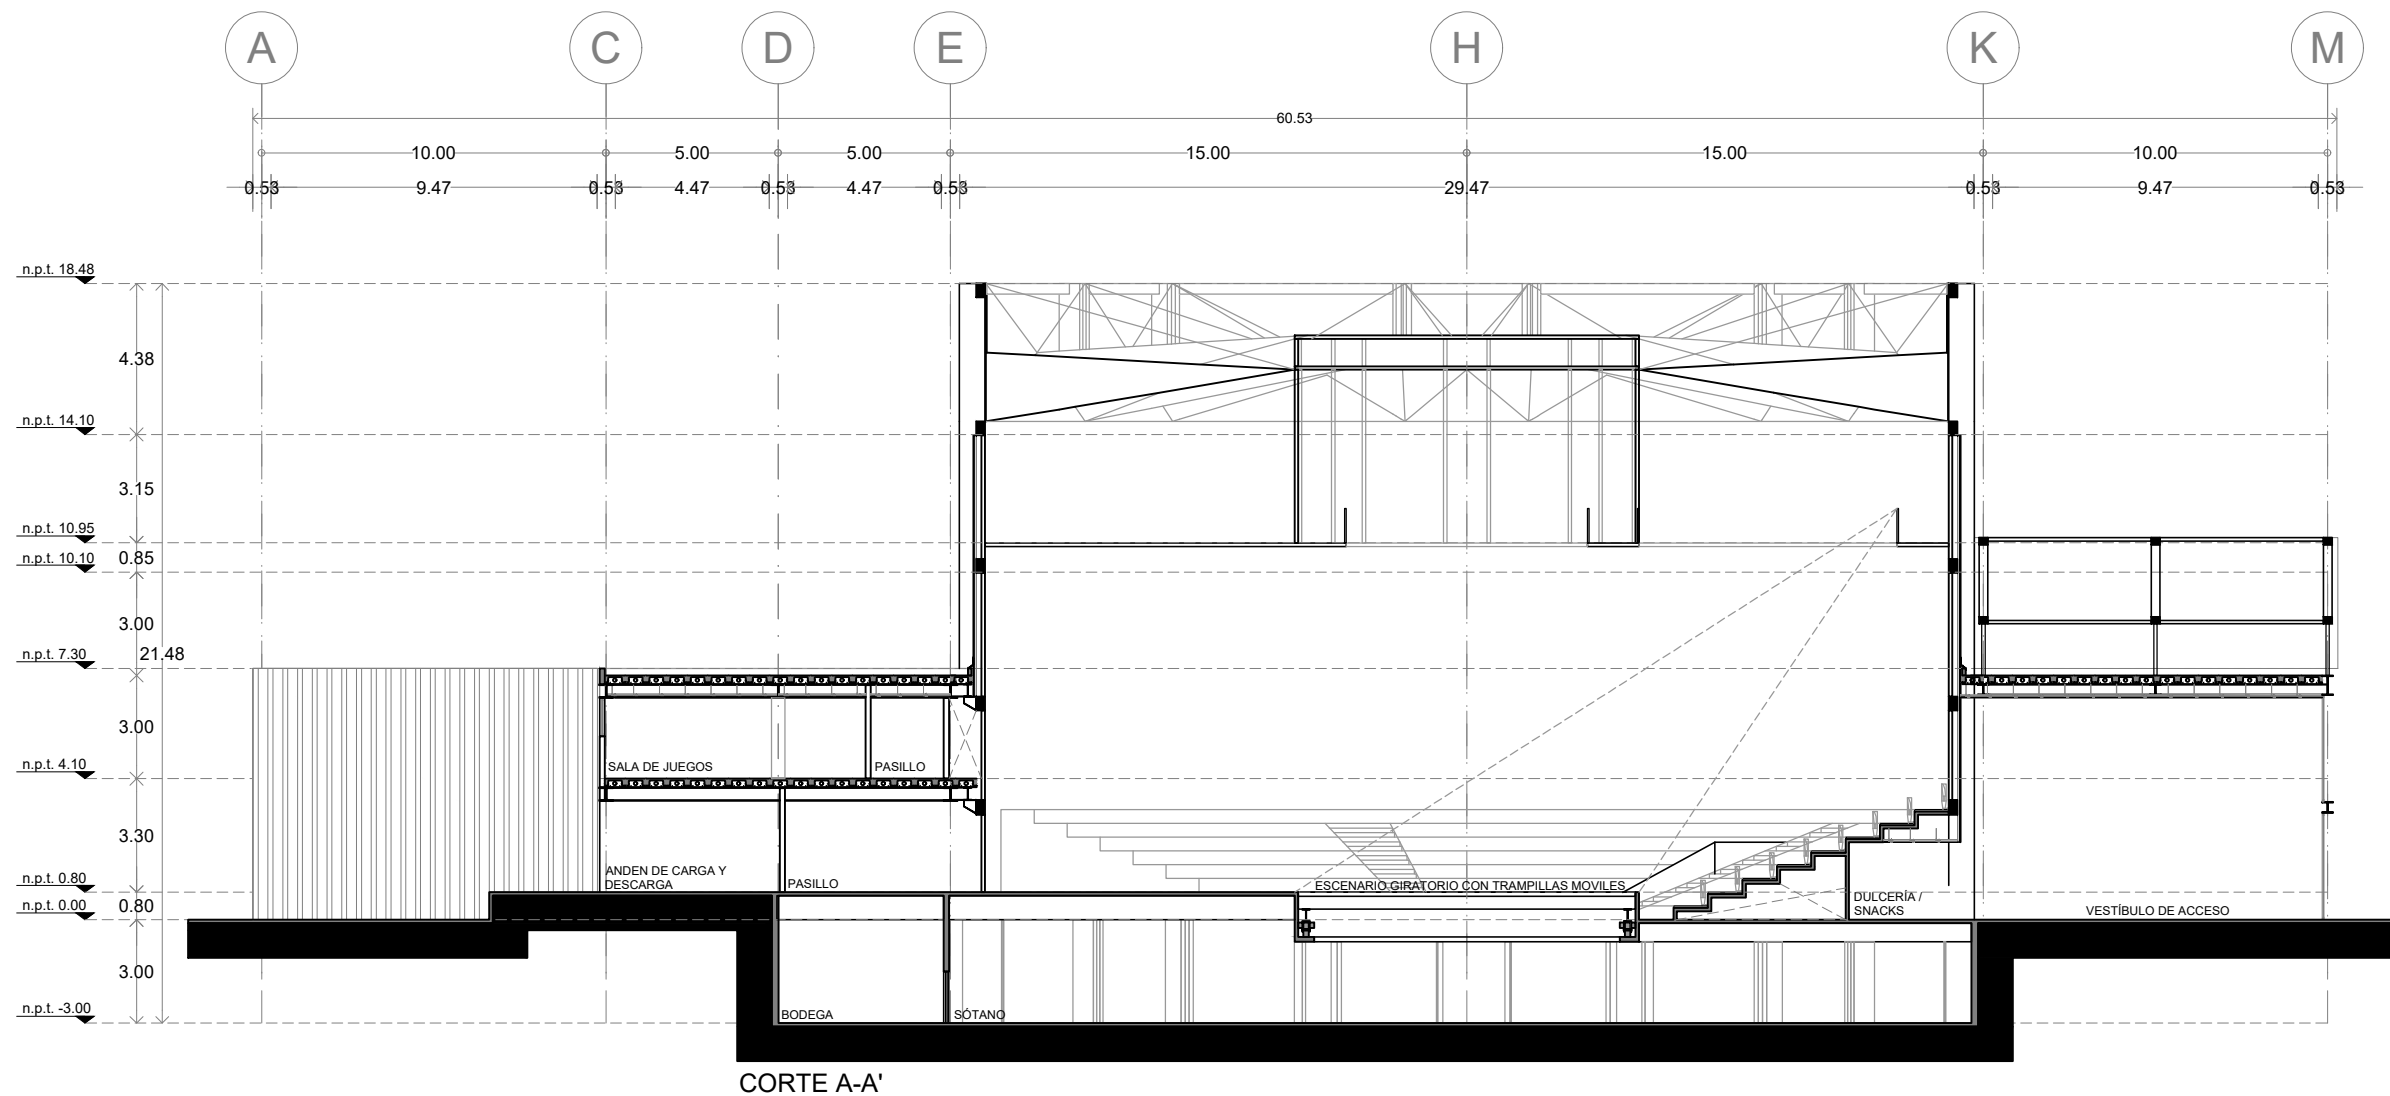 A C D E H K M
60.53
10.00 5.00 5.00 15.00 15.00 10.00
0.53 9.47 0.53 4.47 0.53 4.47 0.53 29.47 0.53 9.47 0.53
n.p.t. 18.48
4.38
n.p.t. 14.10
3.15
n.p.t. 10.95
0.85
n.p.t. 10.10
3.00
21.48
n.p.t. 7.30
3.00
SALA DE JUEGOS PASILLO
n.p.t. 4.10
3.30
ANDEN DE CARGA Y
DESCARGA
PASILLO
ESCENARIO GIRATORIO CON TRAMPILLAS MOVILES
n.p.t. 0.80
DULCERÍA /
SNACKS
VESTÍBULO DE ACCESO
0.80
n.p.t. 0.00
3.00
n.p.t. -3.00
BODEGA SÓTANO
CORTE A-A'